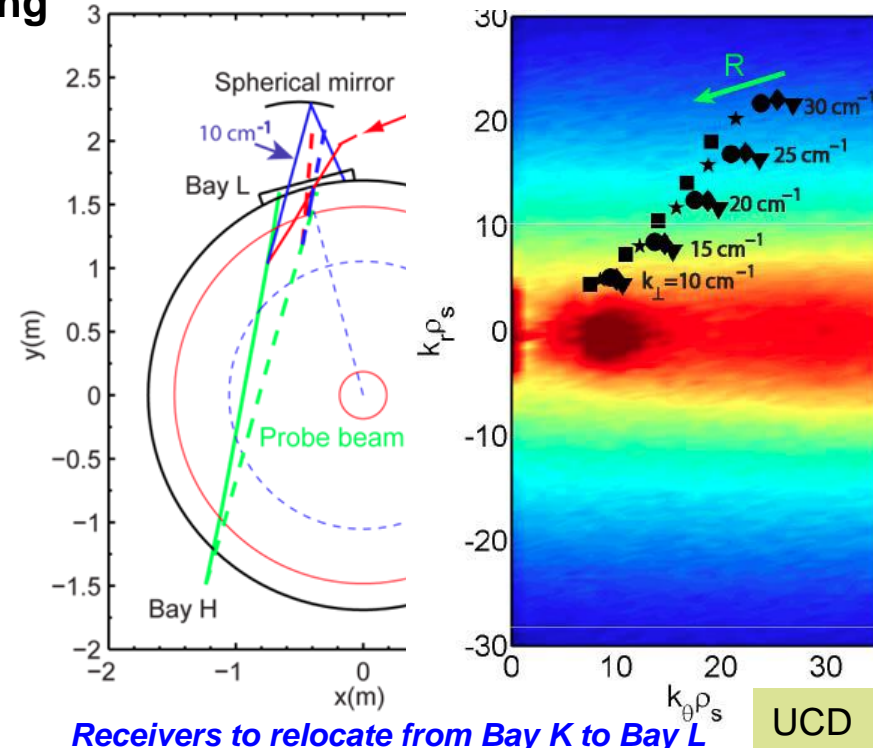 ng
3
2.5
2
1.5
1
0.5
0
−0.5
−1
−1.5
−2
−2
−1
0
x(m)
y(m)
Spherical mirror
10 cm⁻¹
Bay L
Probe beam
Bay H
30
20
10
0
-10
-20
-30
0
10
20
30
kθρs
krρs
R
30 cm⁻¹
25 cm⁻¹
20 cm⁻¹
15 cm⁻¹
k⊥=10 cm⁻¹
Receivers to relocate from Bay K to Bay L
UCD